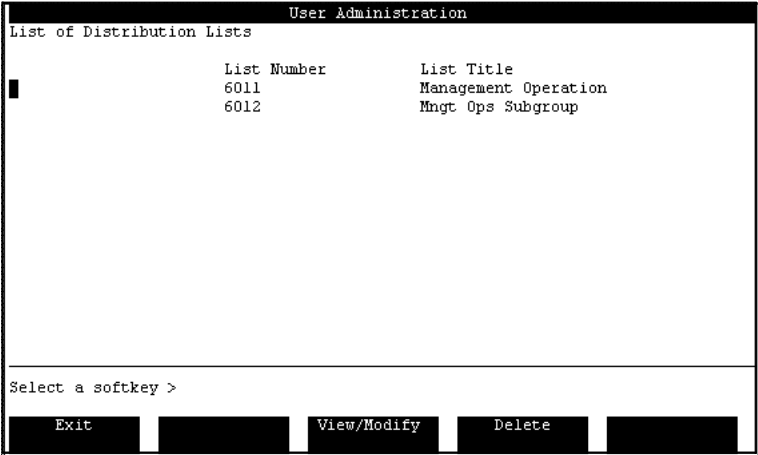 User Administration
List of Distribution Lists
List Number List Title
6011 Management Operation
6012 Mngt Ops Subgroup
Select a softkey >
Exit View/Modify Delete